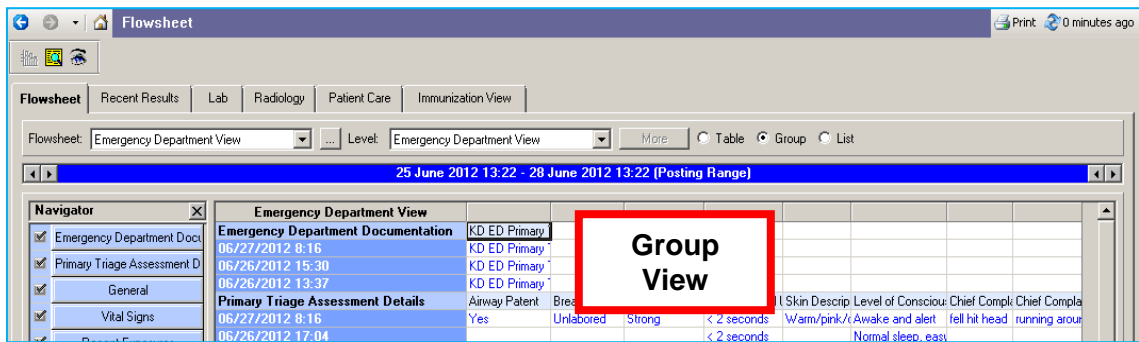 Flowsheet Print 0 minutes ago
Flowsheet Recent Results Lab Radiology Patient Care Immunization View
Flowsheet: Emergency Department View ... Level: Emergency Department View More Table Group List
25 June 2012 13:22 - 28 June 2012 13:22 (Posting Range)
Navigator Emergency Department View
Emergency Department Docu Emergency Department Documentation KD ED Primary
06/27/2012 8:16 KD ED Primary
Primary Triage Assessment D 06/26/2012 15:30 KD ED Primary
06/26/2012 13:37 KD ED Primary
General Primary Triage Assessment Details Airway Patent Skin Descrip Level of Consciou Chief Compl Chief Compla
Vital Signs 06/27/2012 8:16 Yes Unlabored Strong < 2 seconds Warm/pink/ Awake and alert fell hit head running aroun
06/26/2012 17:04 < 2 seconds Normal sleep, easy
Group
View